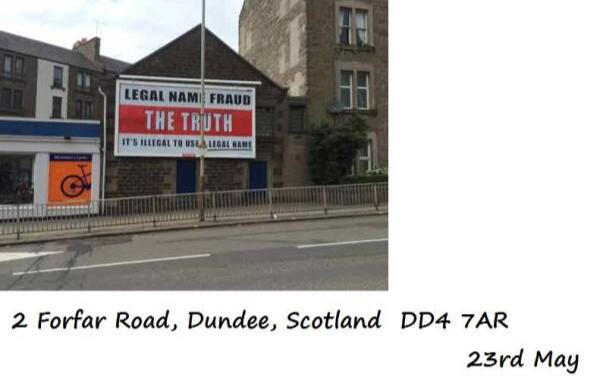 LEGAL NAME FRAUD
THE TRUTH
IT'S ILLEGAL TO USE A LEGAL NAME
2 Forfar Road, Dundee, Scotland DD4 7AR
23rd May